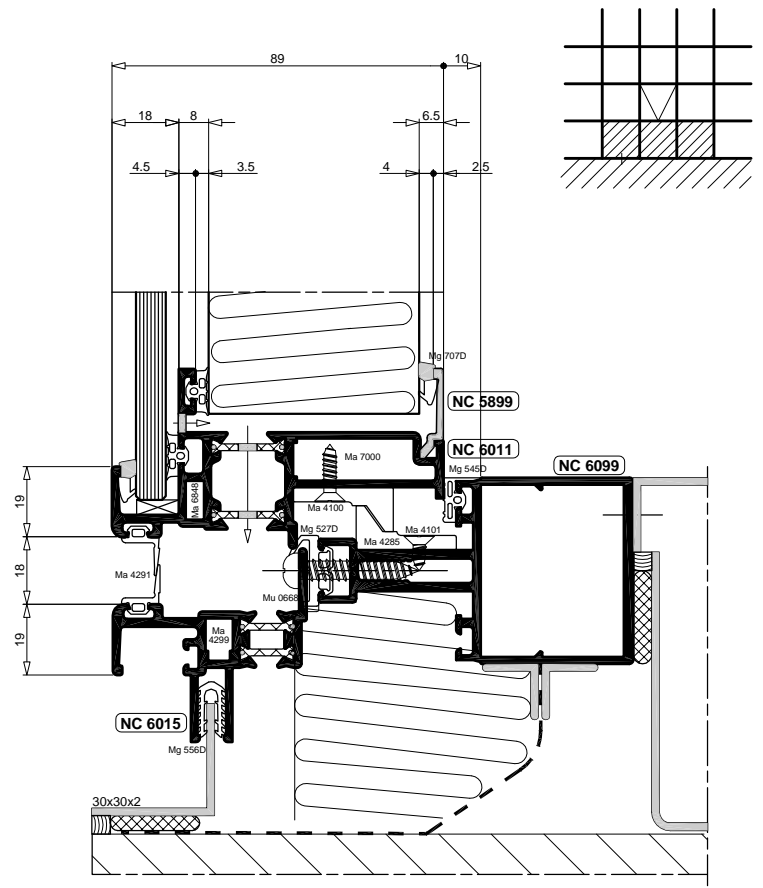 89
10
18
8
6.5
4.5
3.5
4
2.5
Mg 707D
NC 5899
NC 6011
Ma 7000
Mg 545D
NC 6099
Ma 6848
Ma 4100
19
Mg 527D
Ma 4101
Ma 4285
18
Ma 4291
Mu 0668
19
Ma
4299
NC 6015
Mg 556D
30x30x2